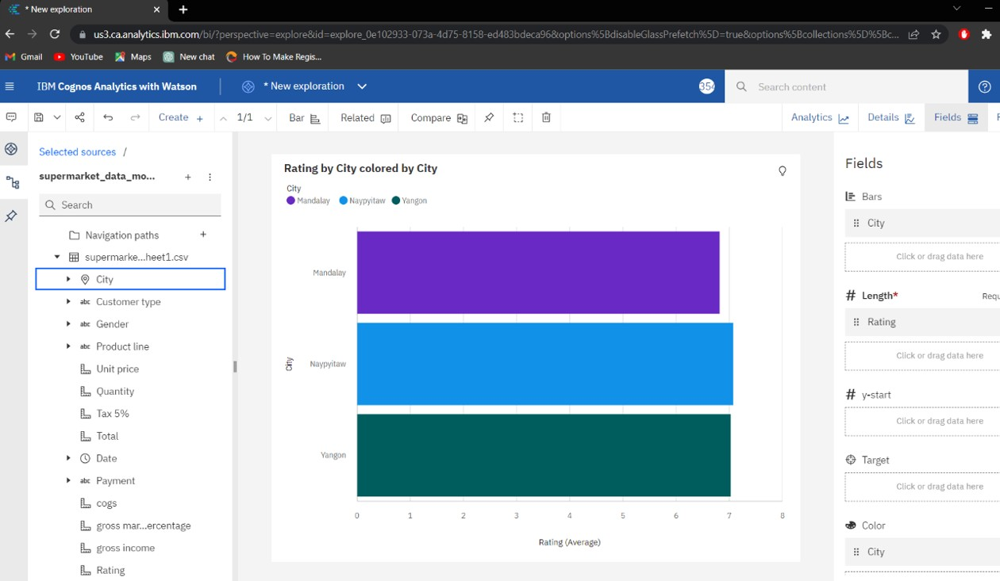 * New exploration
us3.ca.analytics.ibm.com/bi/?perspective=explore&id=explore_0e102933-073a-4d75-8158-ed483bdeca96&options%5BdisableGlassPrefetch%5D=true&options%5Bcollections%5D%5Bc...
Gmail YouTube Maps New chat How To Make Regis...
IBM Cognos Analytics with Watson * New exploration 354 Search content
Create + 1/1 Bar Related Compare Analytics Details Fields
Selected sources /
supermarket_data_mo...
Search
Navigation paths
supermarke...heet1.csv
City
Customer type
Gender
Product line
Unit price
Quantity
Tax 5%
Total
Date
Payment
cogs
gross mar...ercentage
gross income
Rating
abc
abc
abc
abc
Rating by City colored by City
City
Mandalay Naypyitaw Yangon
Mandalay
Naypyitaw
Yangon
City
0 1 2 3 4 5 6 7 8
Rating (Average)
Fields
Bars
City
Click or drag data here
# Length* Requ
Rating
Click or drag data here
# y-start
Click or drag data here
Target
Click or drag data here
Color
City